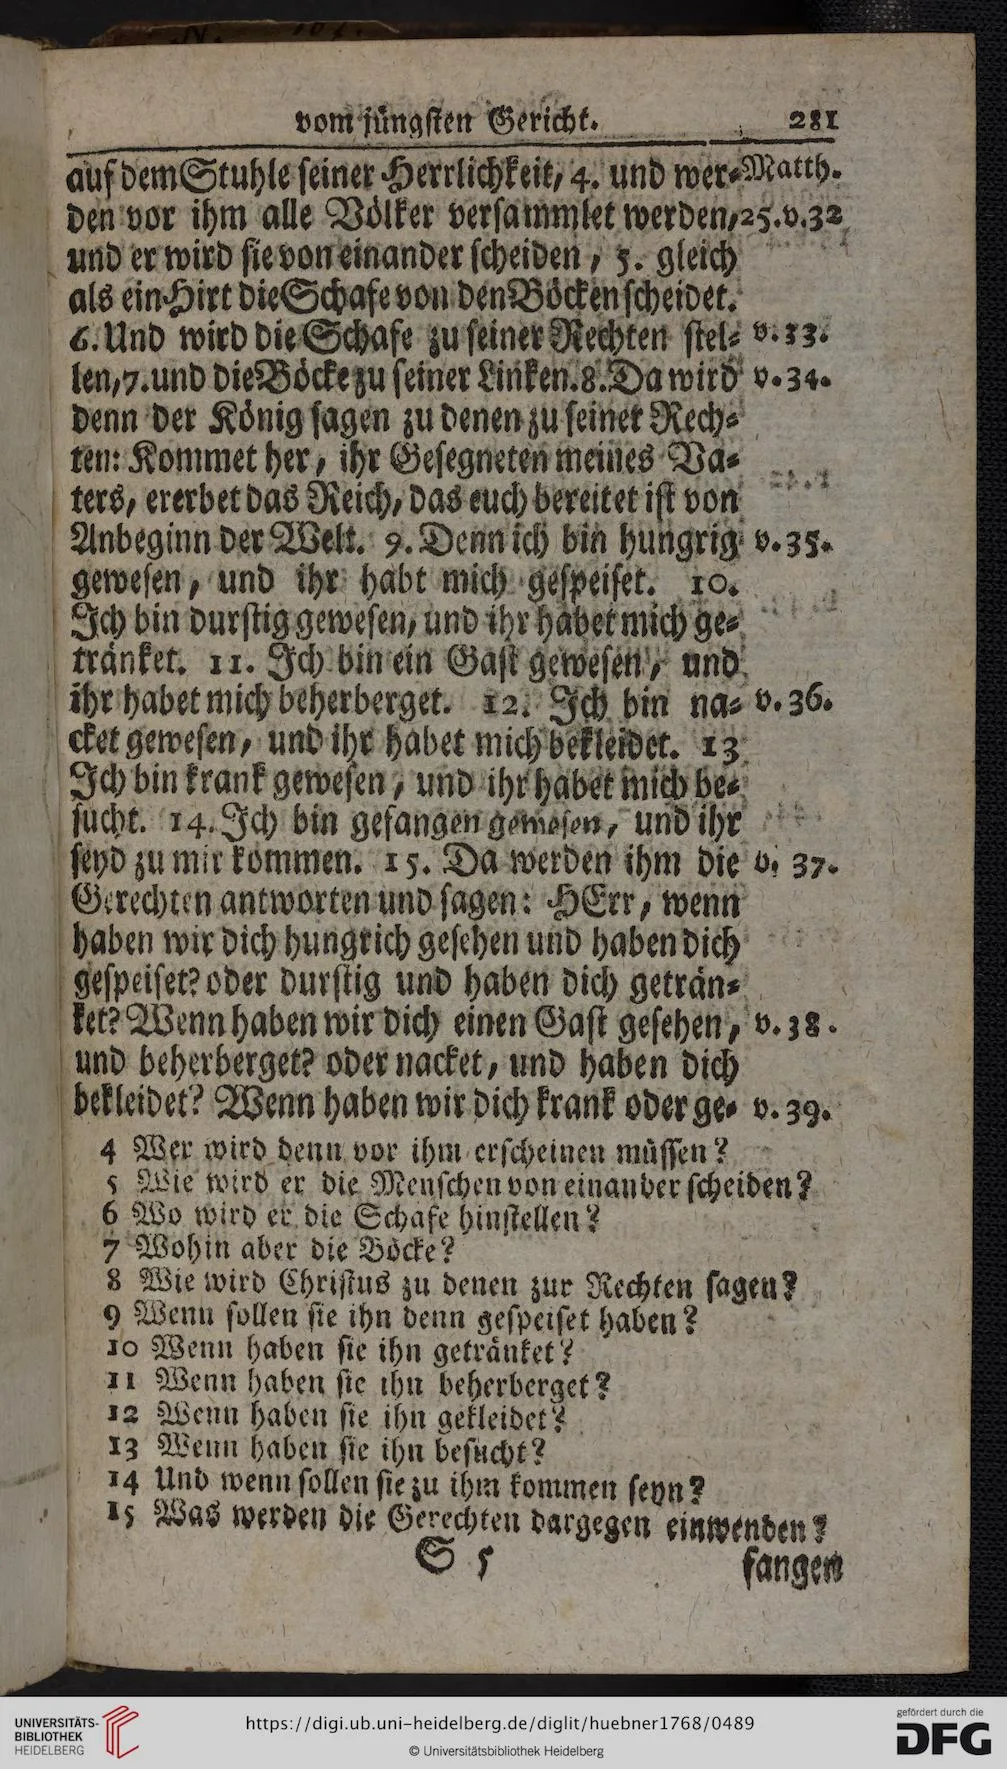 vom jüngsten Gericht. 281
auf dem Stuhle seiner Herrlichkeit, 4. und wer= Matth.
den vor ihm alle Völker versammlet werden, 25.v.32
und er wird sie von einander scheiden, 5. gleich
als ein Hirt die Schafe von den Böcken scheidet.
6. Und wird die Schafe zu seiner Rechten stel= v.33.
len, 7. und die Böcke zu seiner Linken. 8. Da wird v.34.
denn der König sagen zu denen zu seiner Rech=
ten: Kommet her, ihr Gesegneten meines Va=
ters, ererbet das Reich, das euch bereitet ist von
Anbeginn der Welt. 9. Denn ich bin hungrig v.35.
gewesen, und ihr habt mich gespeiset. 10.
Ich bin durstig gewesen, und ihr habet mich ge=
tränket. 11. Ich bin ein Gast gewesen, und
ihr habet mich beherberget. 12. Ich bin na= v.36.
cket gewesen, und ihr habet mich bekleidet. 13
Ich bin krank gewesen, und ihr habet mich be=
sucht. 14. Ich bin gefangen gewesen, und ihr
seyd zu mir kommen. 15. Da werden ihm die v. 37.
Gerechten antworten und sagen: HErr, wenn
haben wir dich hungrich gesehen und haben dich
gespeiset? oder durstig und haben dich geträn=
ket? Wenn haben wir dich einen Gast gesehen, v.38.
und beherberget? oder nacket, und haben dich
bekleidet? Wenn haben wir dich krank oder ge= v.39.
4 Wer wird denn vor ihm erscheinen müssen?
5 Wie wird er die Menschen von einander scheiden?
6 Wo wird er die Schafe hinstellen?
7 Wohin aber die Böcke?
8 Wie wird Christus zu denen zur Rechten sagen?
9 Wenn sollen sie ihn denn gespeiset haben?
10 Wenn haben sie ihn getränket?
11 Wenn haben sie ihn beherberget?
12 Wenn haben sie ihn gekleidet?
13 Wenn haben sie ihn besucht?
14 Und wenn sollen sie zu ihm kommen seyn?
15 Was werden die Gerechten dargegen einwenden?
S 5 fangen
UNIVERSITÄTS-
BIBLIOTHEK
HEIDELBERG
https://digi.ub.uni-heidelberg.de/diglit/huebner1768/0489
© Universitätsbibliothek Heidelberg
gefördert durch die
DFG